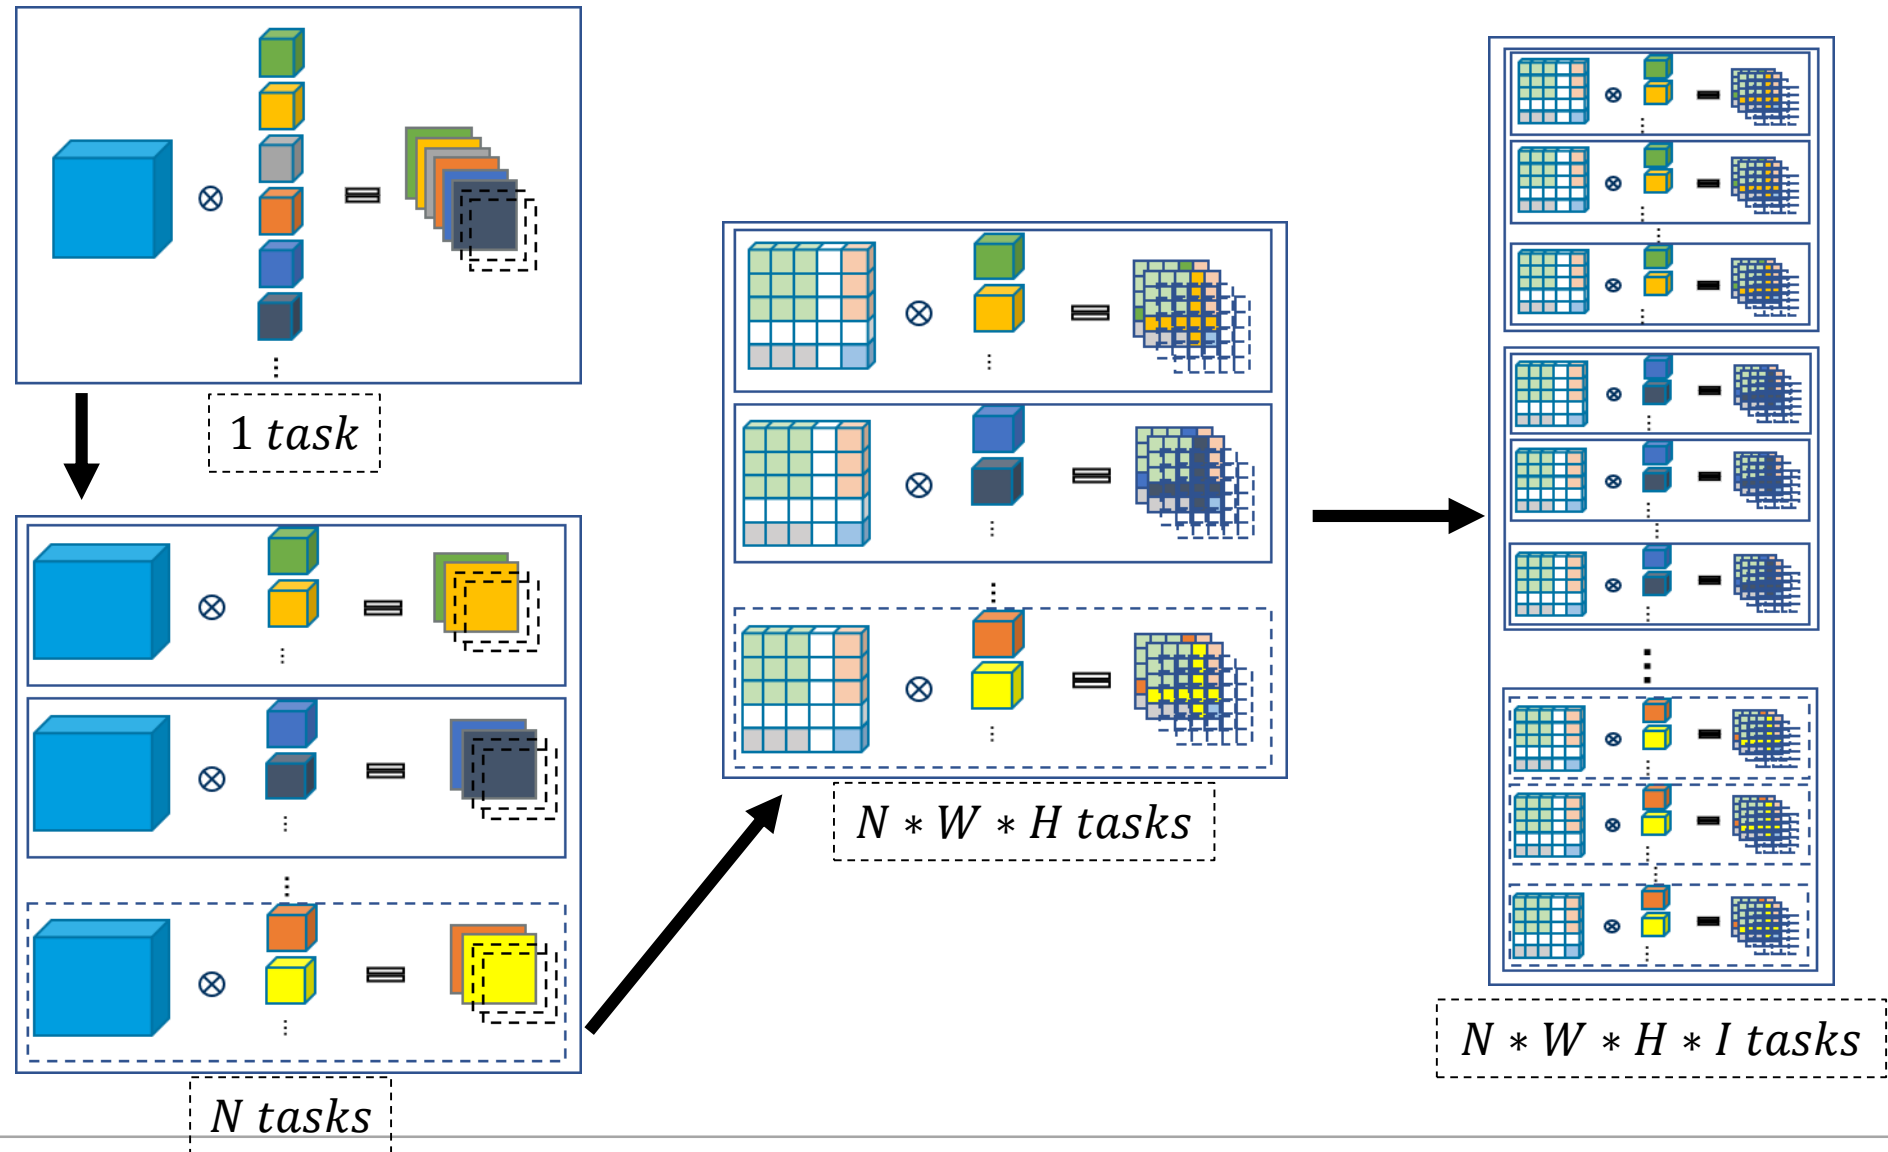 1 task
N tasks
N ∗ W ∗ H tasks
N ∗ W ∗ H ∗ I tasks